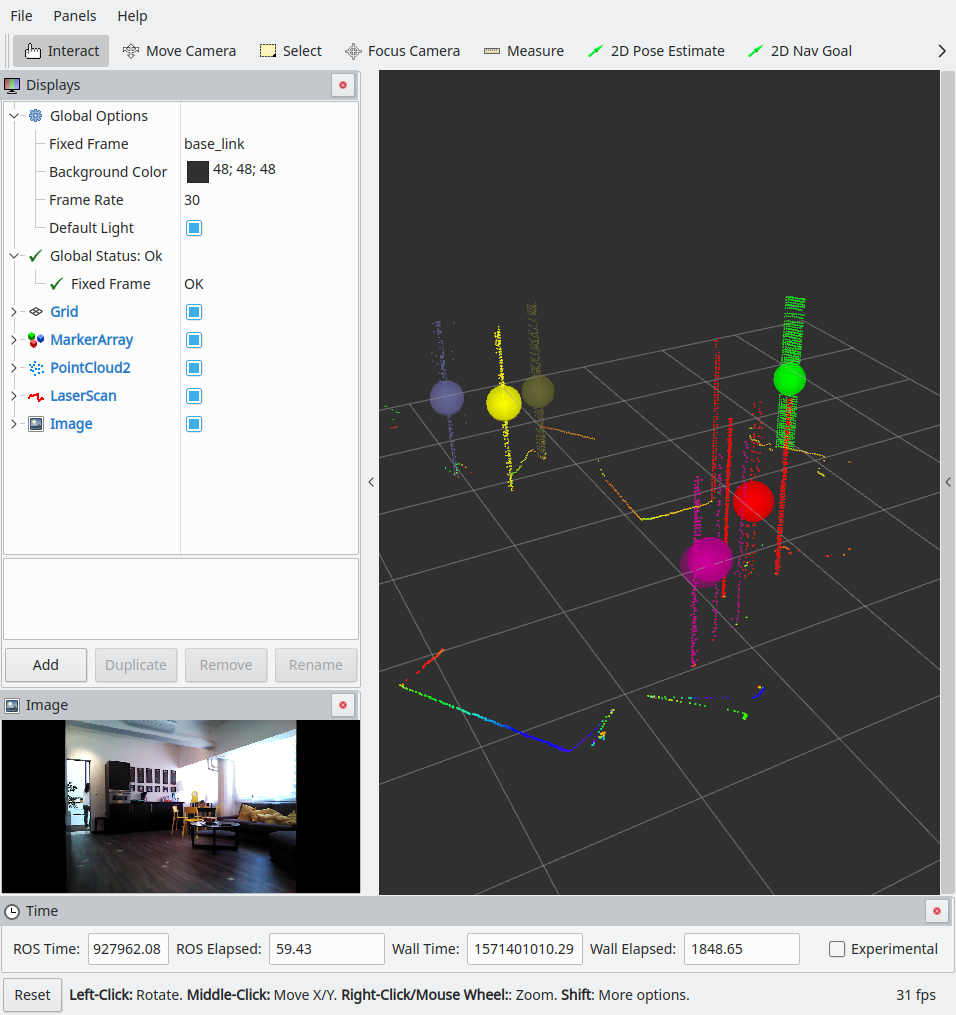 File Panels Help
Interact Move Camera Select Focus Camera Measure 2D Pose Estimate 2D Nav Goal
Displays
Global Options
Fixed Frame base_link
Background Color 48; 48; 48
Frame Rate 30
Default Light
Global Status: Ok
Fixed Frame OK
Grid
MarkerArray
PointCloud2
LaserScan
Image
Add Duplicate Remove Rename
Image
Time
ROS Time: 927962.08 ROS Elapsed: 59.43 Wall Time: 1571401010.29 Wall Elapsed: 1848.65 Experimental
Reset Left-Click: Rotate. Middle-Click: Move X/Y. Right-Click/Mouse Wheel:: Zoom. Shift: More options. 31 fps